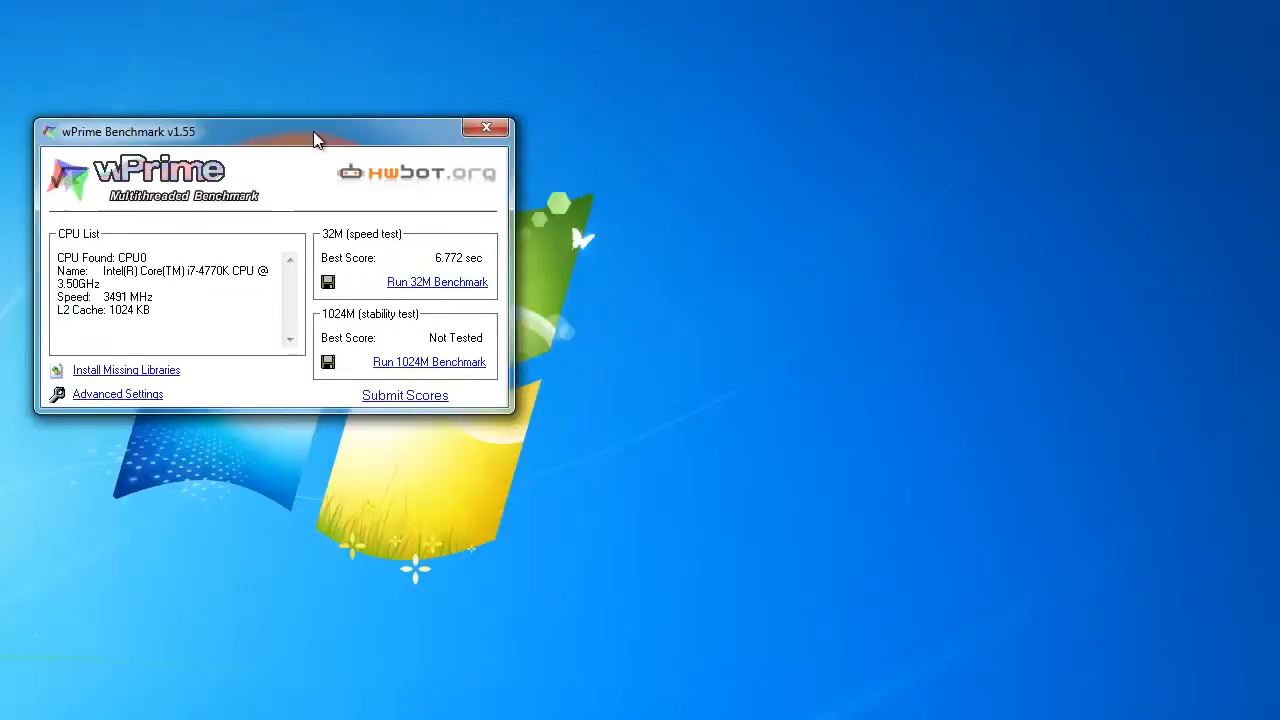 wPrime Benchmark v1.55
wPrime
Multithreaded Benchmark
HWBOT.org
CPU List
CPU Found: CPU0
Name: Intel(R) Core(TM) i7-4770K CPU @
3.50GHz
Speed: 3491 MHz
L2 Cache: 1024 KB
32M (speed test)
Best Score: 6.772 sec
Run 32M Benchmark
1024M (stability test)
Best Score: Not Tested
Run 1024M Benchmark
Install Missing Libraries
Advanced Settings
Submit Scores